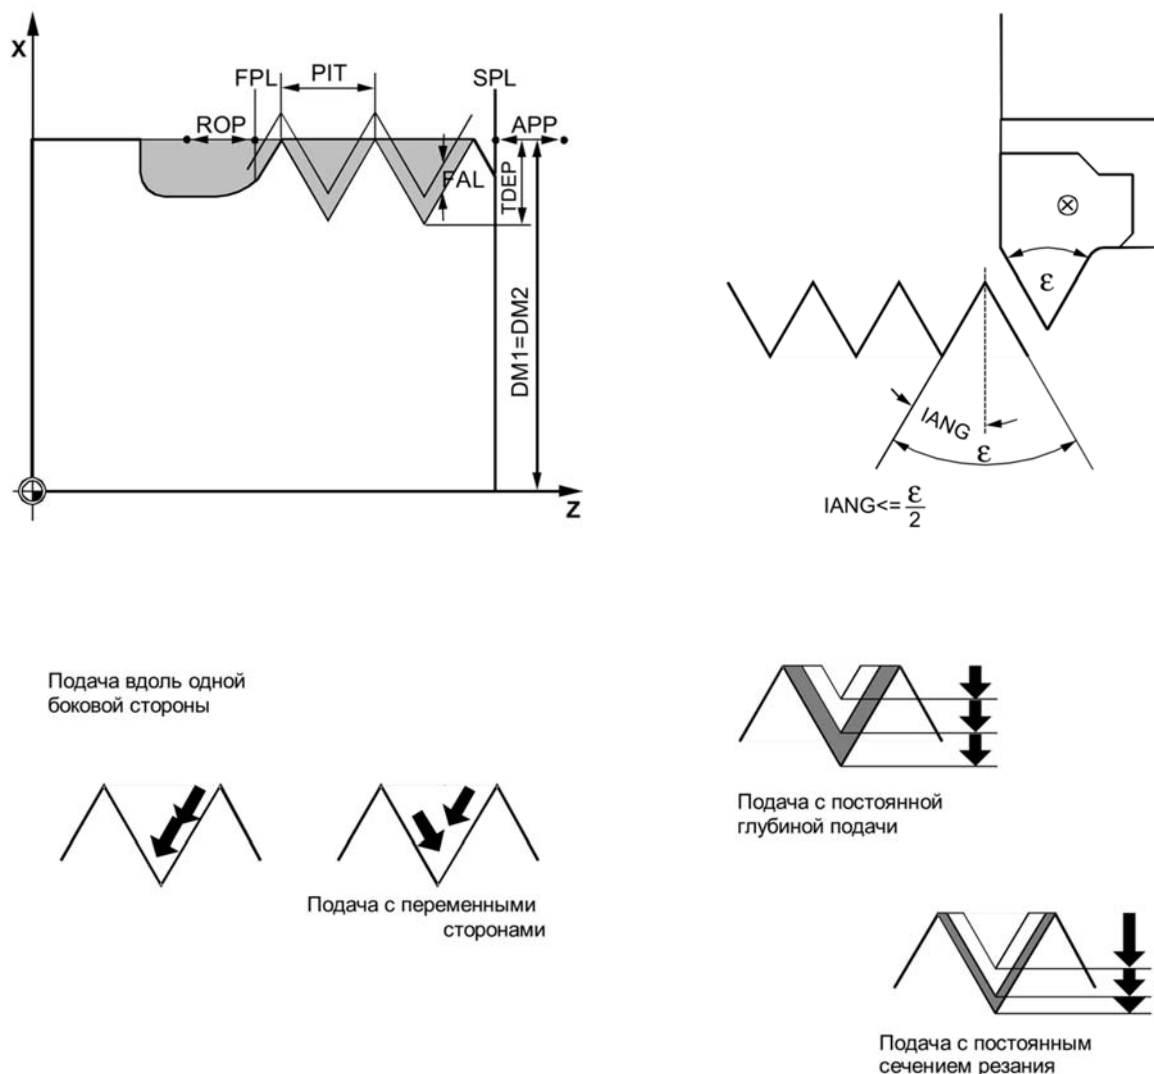 X
FPL
PIT
SPL
ROP
APP
FAL
TDEP
DM1=DM2
Z
ε
IANG
ε
IANG<= ε
2
Подача вдоль одной
боковой стороны
Подача с переменными
сторонами
Подача с постоянной
глубиной подачи
Подача с постоянным
сечением резания